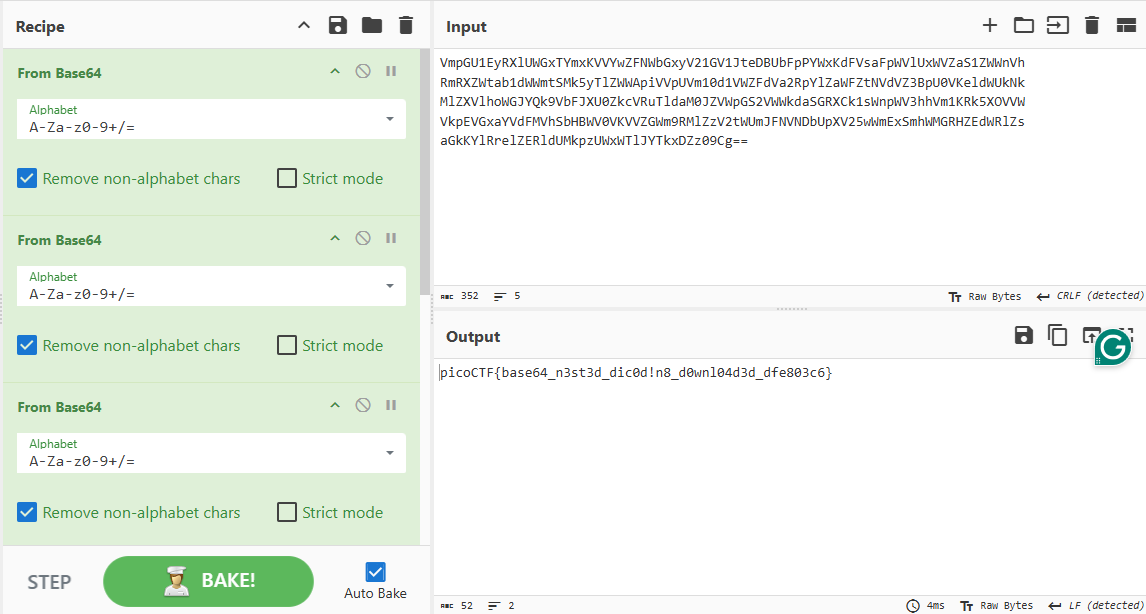 Recipe
From Base64
Alphabet
A-Za-z0-9+/=
Remove non-alphabet chars
Strict mode
From Base64
Alphabet
A-Za-z0-9+/=
Remove non-alphabet chars
Strict mode
From Base64
Alphabet
A-Za-z0-9+/=
Remove non-alphabet chars
Strict mode
STEP
BAKE!
Auto Bake
Input
VmpGU1EyRXlUWGxTYmxKVVYwZFNWbGxyV21GV1JteDBUbFpPYWxKdFVsaFpWVlUxWVZaS1ZWWnVh
RmRXZWtab1dWWmtSMk5yTlZWWApiVVpUVm10d1VWZFdVa2RpYlZaWFZtNVdVZ3BpU0VKeldWUkNk
MlZXVlhoWGJYQk9VbFJXU0ZkcVRuTldaM0JZVWpGS2VWWkdaSGRXCk1sWnpWV3hhVm1KRk5XOVVW
VkpEVGxaYVdFMVhSbHBWV0VKVVZGWm9RMlZzV2tWUmJFNVNDbUpXV25wWmExSmhWMGRHZEdWRlZs
aGkKYlRrelZERldUMkpzUWxWTlJYTkxDZz09Cg==
ABC 352
5
Raw Bytes
CRLF (detected)
Output
G
picoCTF{base64_n3st3d_dic0d!n8_d0wnl04d3d_dfe803c6}
ABC 52
2
4ms
Raw Bytes
LF (detected)